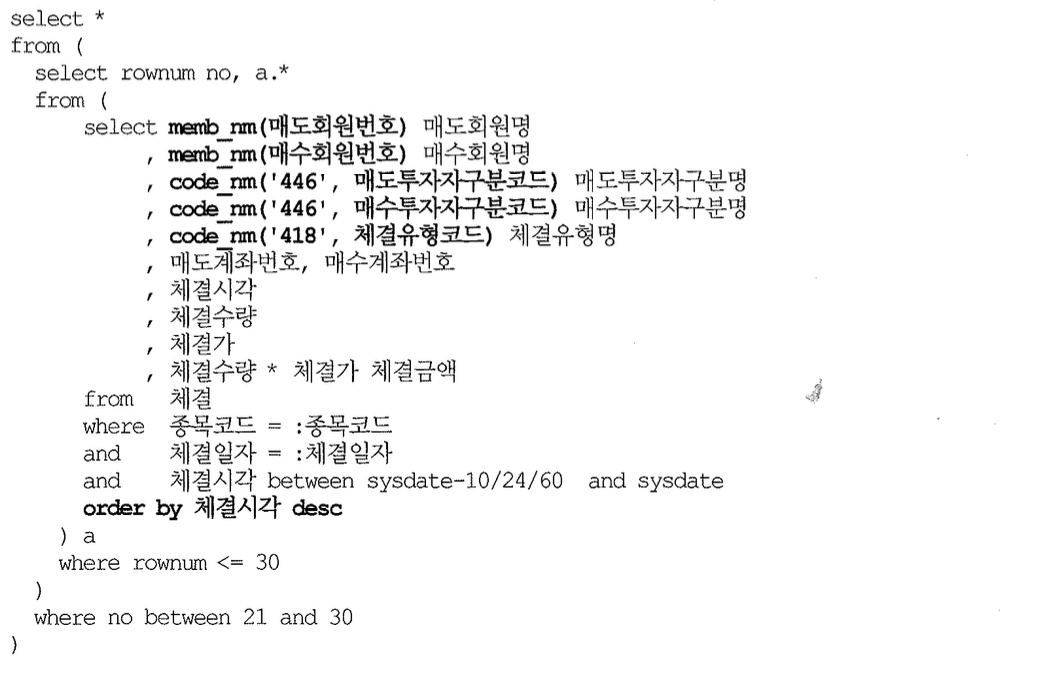 select *
from (
  select rownum no, a.*
  from (
      select memb_nm(매도회원번호) 매도회원명
           , memb_nm(매수회원번호) 매수회원명
           , code_nm('446', 매도투자자구분코드) 매도투자자구분명
           , code_nm('446', 매수투자자구분코드) 매수투자자구분명
           , code_nm('418', 체결유형코드) 체결유형명
           , 매도계좌번호, 매수계좌번호
           , 체결시각
           , 체결수량
           , 체결가
           , 체결수량 * 체결가 체결금액
      from   체결
      where  종목코드 = :종목코드
      and    체결일자 = :체결일자
      and    체결시각 between sysdate-10/24/60  and sysdate
      order by 체결시각 desc
    ) a
    where rownum <= 30
  )
  where no between 21 and 30
)